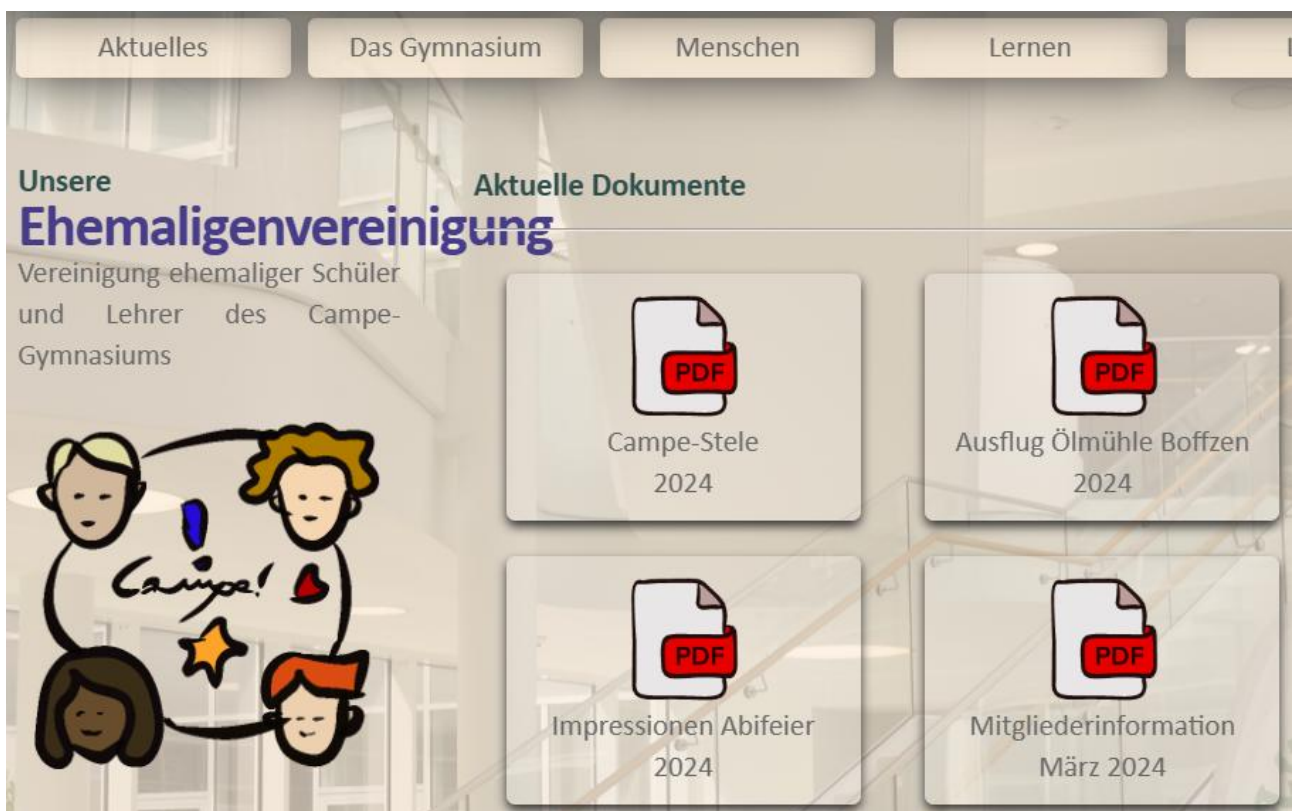 Aktuelles
Das Gymnasium
Menschen
Lernen
Unsere
Ehemaligenvereinigung
Vereinigung ehemaliger Schüler
und Lehrer des Campe-
Gymnasiums
Campe!
Aktuelle Dokumente
PDF
Campe-Stele
2024
PDF
Ausflug Ölmühle Boffzen
2024
PDF
Impressionen Abifeier
2024
PDF
Mitgliederinformation
März 2024